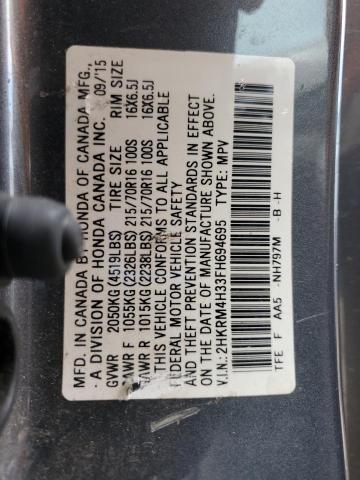 MFD. IN CANADA BY HONDA OF CANADA MFG.,
A DIVISION OF HONDA CANADA INC. 09/'15
GVWR 2050KG(4519LBS) TIRE SIZE RIM SIZE
GAWR F 1055KG(2326LBS) 215/70R16 100S 16X6.5J
GAWR R 1015KG(2238LBS) 215/70R16 100S 16X6.5J
THIS VEHICLE CONFORMS TO ALL APPLICABLE
FEDERAL MOTOR VEHICLE SAFETY
AND THEFT PREVENTION STANDARDS IN EFFECT
ON THE DATE OF MANUFACTURE SHOWN ABOVE.
V.I.N.: 2HKRM4H33FH694695 TYPE: MPV
TFE F AA5 -NH797M -B -H